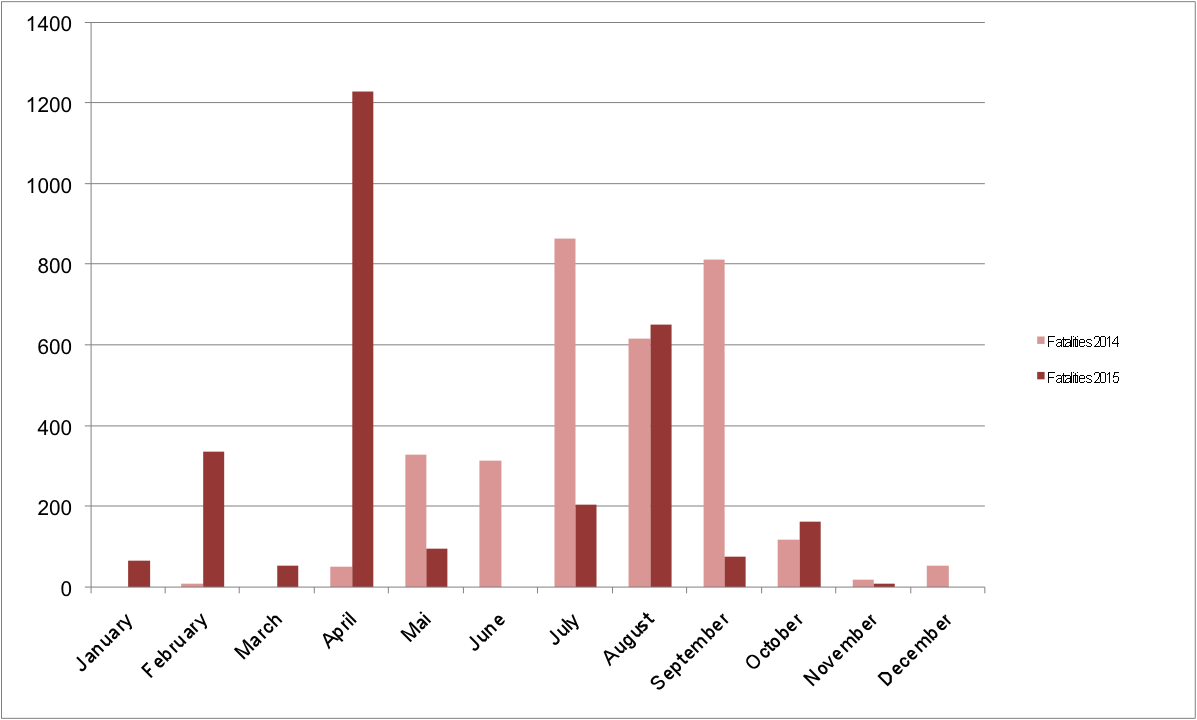 1400
1200
1000
800
600
400
200
0
January
February
March
April
Mai
June
July
August
September
October
November
December
Fatalities 2014
Fatalities 2015